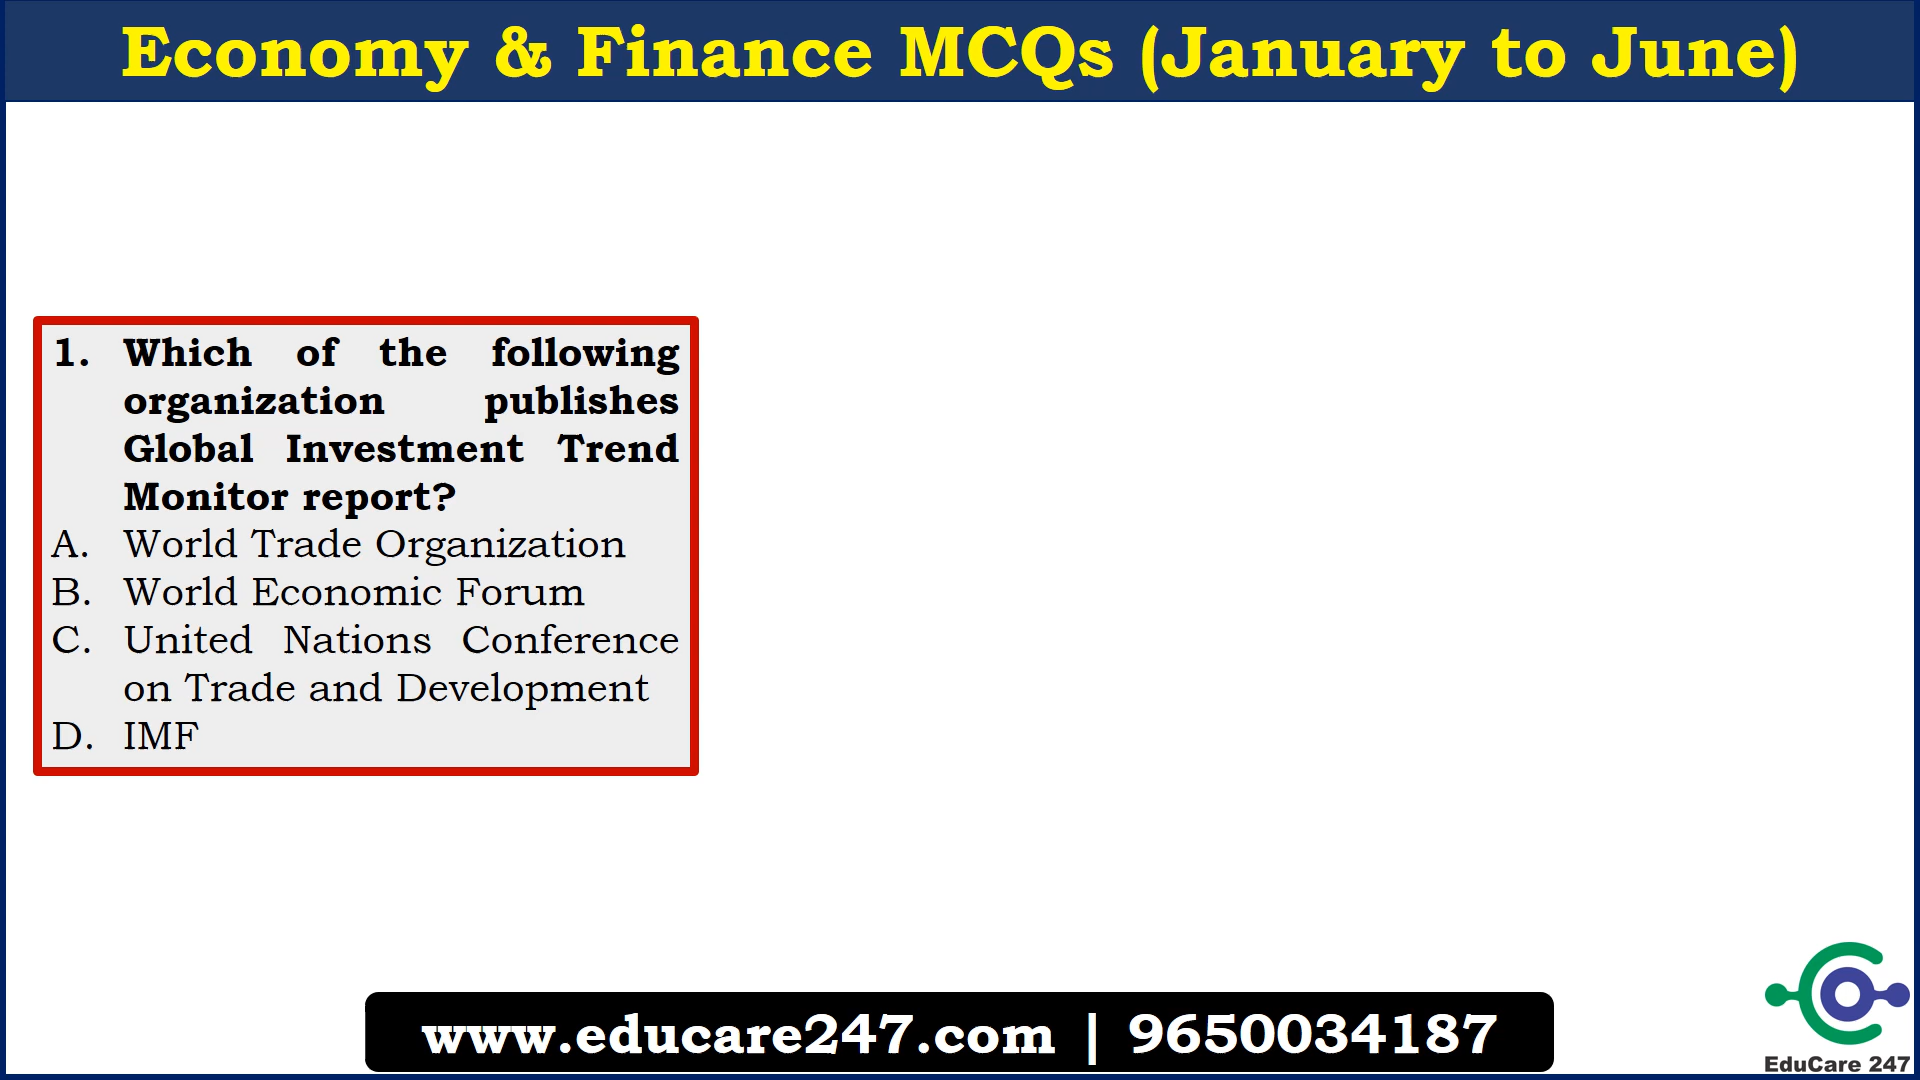 Economy & Finance MCQs (January to June)
1. Which of the following
organization publishes
Global Investment Trend
Monitor report?
A. World Trade Organization
B. World Economic Forum
C. United Nations Conference
on Trade and Development
D. IMF
www.educare247.com | 9650034187
EduCare 247